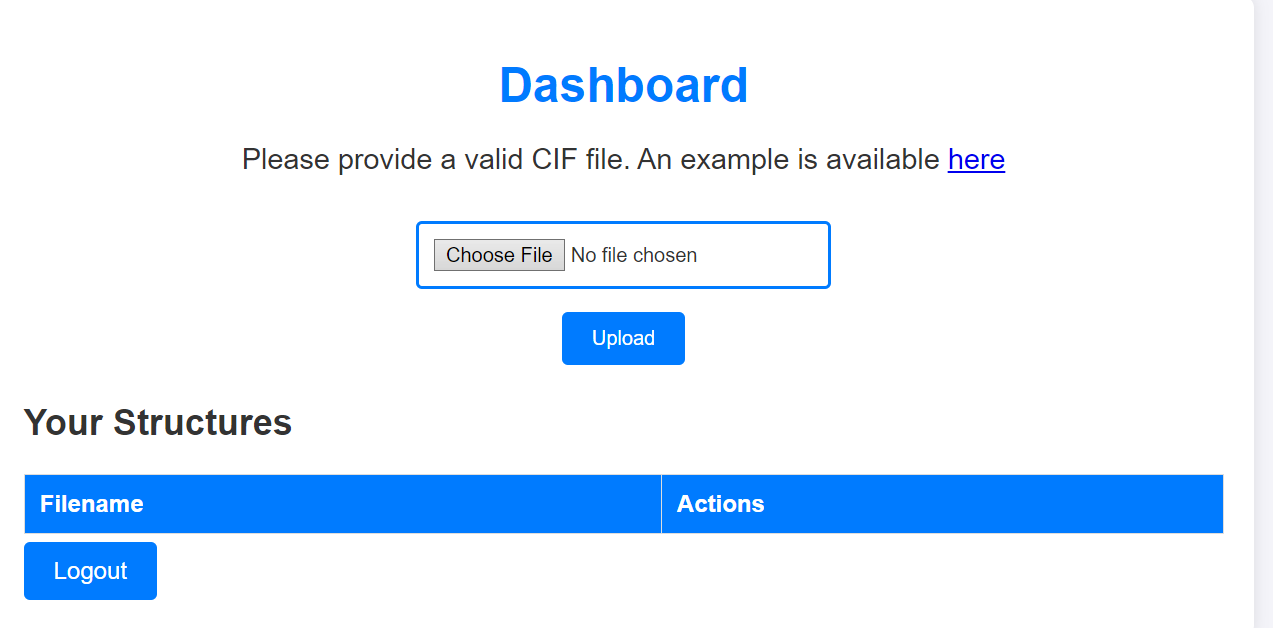 Dashboard
Please provide a valid CIF file. An example is available here
Choose File No file chosen
Upload
Your Structures
Filename Actions
Logout